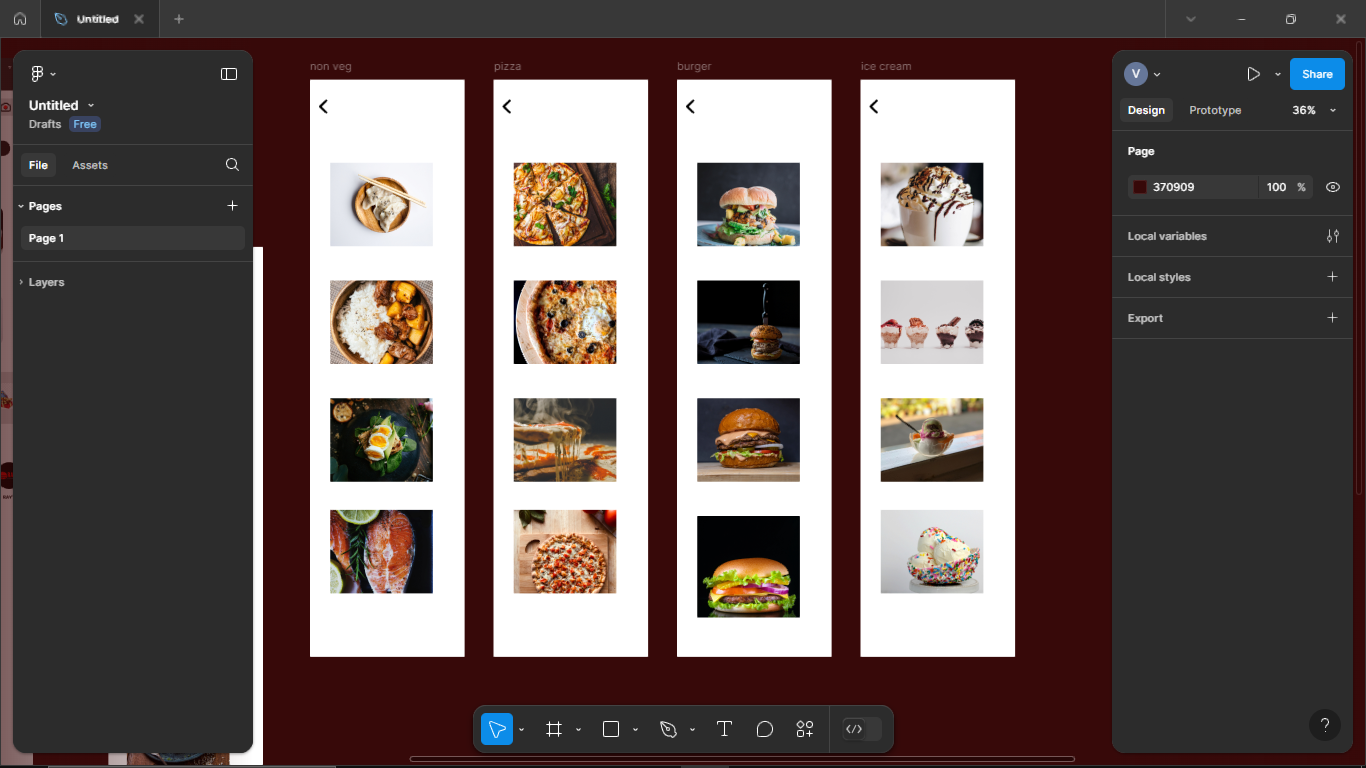 Untitled
non veg
pizza
burger
ice cream
V
Share
Untitled
Drafts
Free
Design
Prototype
36%
File
Assets
Page
Pages
370909
100
%
Page 1
Local variables
Layers
Local styles
Export
?